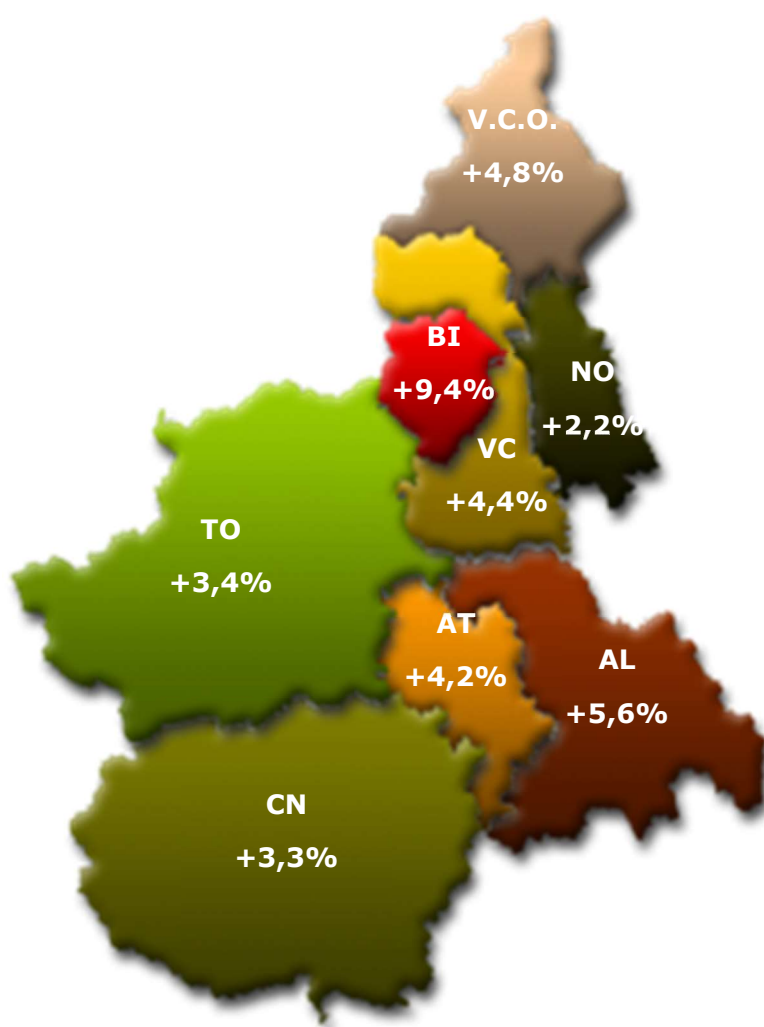 V.C.O.
+4,8%
BI
+9,4%
NO
+2,2%
VC
+4,4%
TO
+3,4%
AT
+4,2%
AL
+5,6%
CN
+3,3%